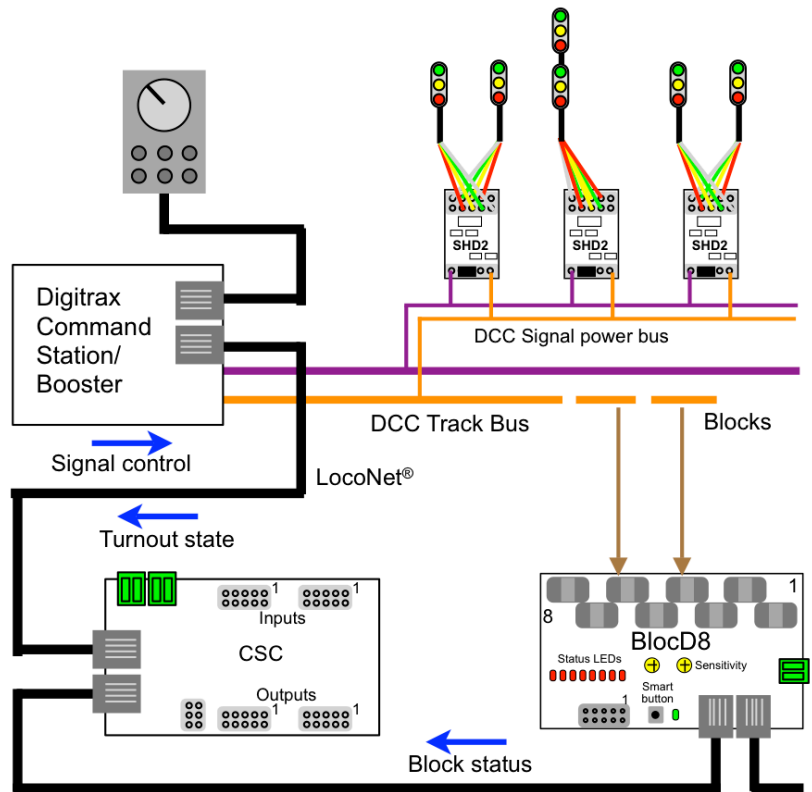 SHD2
SHD2
SHD2
Digitrax
Command
Station/
Booster
DCC Signal power bus
DCC Track Bus
Blocks
Signal control
LocoNet®
Turnout state
1
1
Inputs
CSC
Outputs
1
1
1
8
BlocD8
Status LEDs
Sensitivity
Smart
button
1
Block status